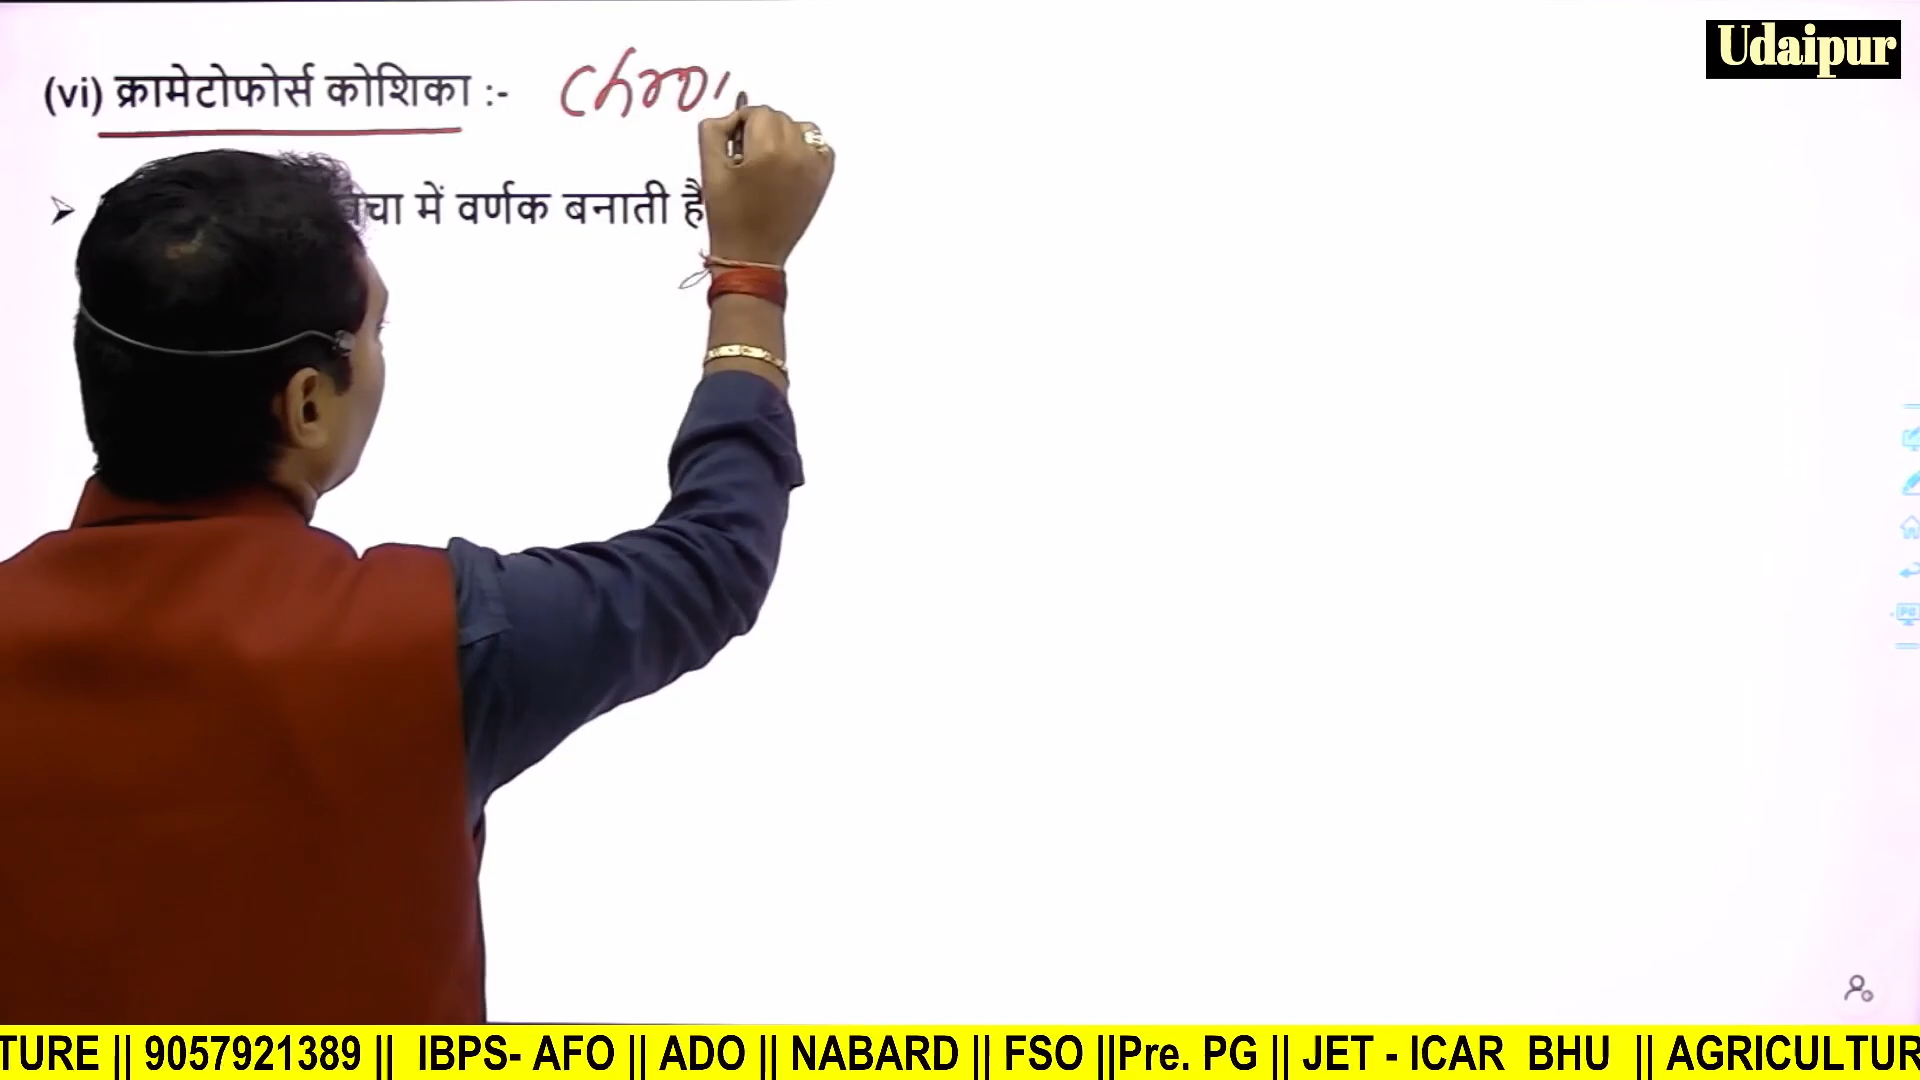 Udaipur
(vi) क्रामेटोफोर्स कोशिका :- Chro
में वर्णक बनाती है
TURE || 9057921389 || IBPS- AFO || ADO || NABARD || FSO ||Pre. PG || JET - ICAR BHU || AGRICULTUR